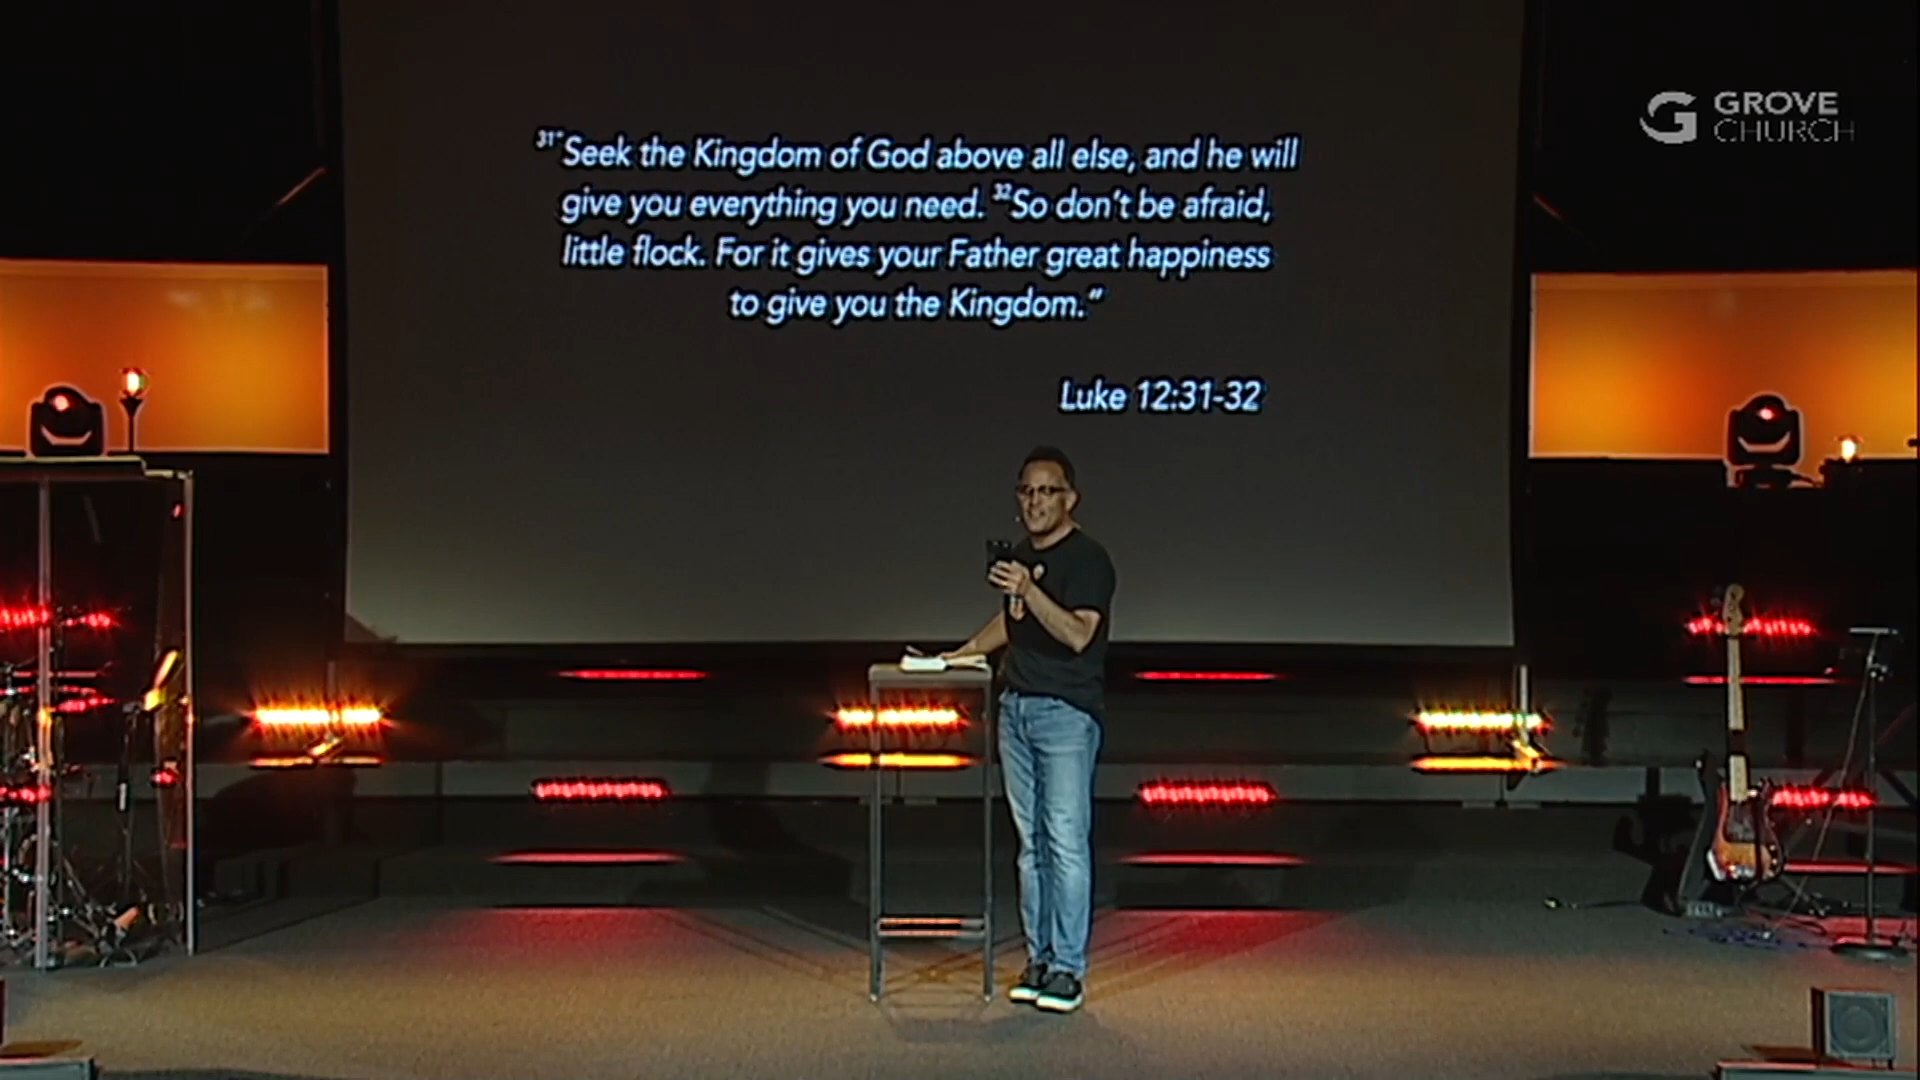 31"Seek the Kingdom of God above all else, and he will
give you everything you need. 32So don't be afraid,
little flock. For it gives your Father great happiness
to give you the Kingdom."
Luke 12:31-32
GROVE
CHURCH